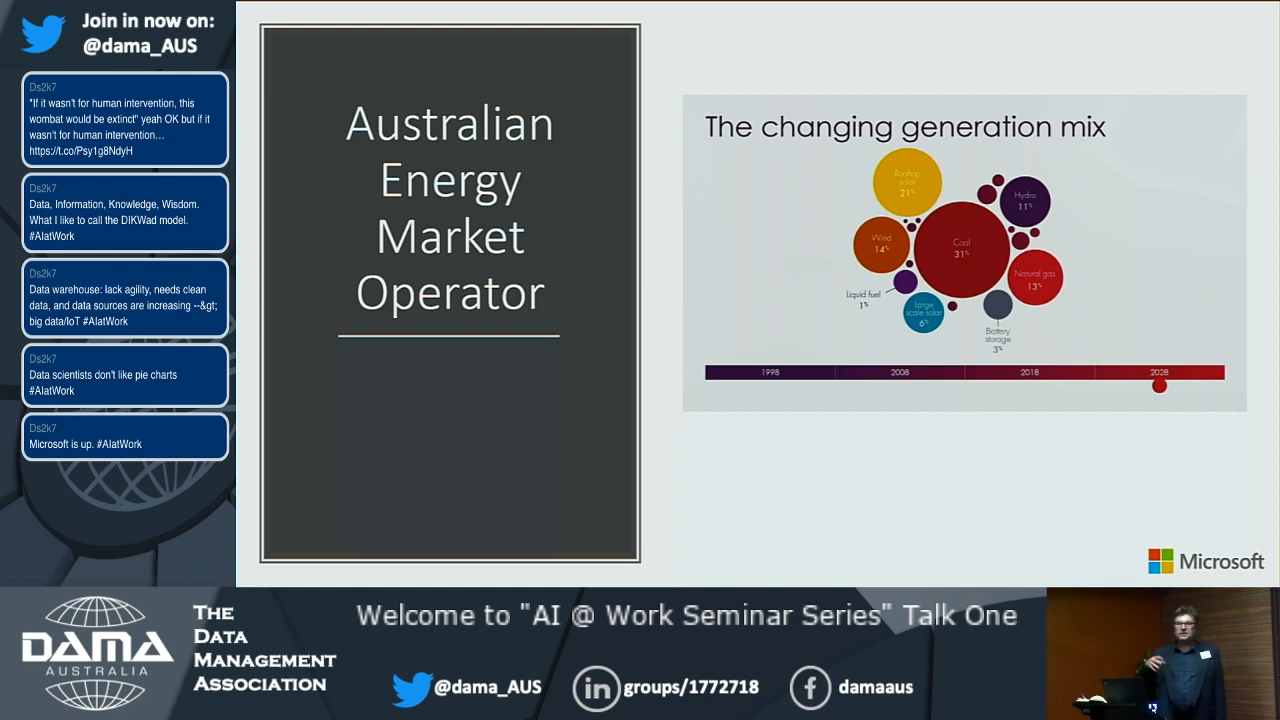 Join in now on:
@dama_AUS
Ds2k7
"If it wasn't for human intervention, this
wombat would be extinct" yeah OK but if it
wasn't for human intervention…
https://t.co/Psy1g8NdyH
Ds2k7
Data, Information, Knowledge, Wisdom.
What I like to call the DIKWad model.
#AIatWork
Ds2k7
Data warehouse: lack agility, needs clean
data, and data sources are increasing --&gt;
big data/IoT #AIatWork
Ds2k7
Data scientists don't like pie charts
#AIatWork
Ds2k7
Microsoft is up. #AIatWork
Australian
Energy
Market
Operator
The changing generation mix
Rooftop
solar
21%
Hydro
11%
Wind
14%
Coal
31%
Natural gas
13%
Liquid fuel
1%
Large
scale solar
6%
Battery
storage
3%
1998
2008
2018
2028
Microsoft
DAMA
AUSTRALIA
THE
DATA
MANAGEMENT
ASSOCIATION
Welcome to "AI @ Work Seminar Series" Talk One
@dama_AUS
in
groups/1772718
f
damaaus